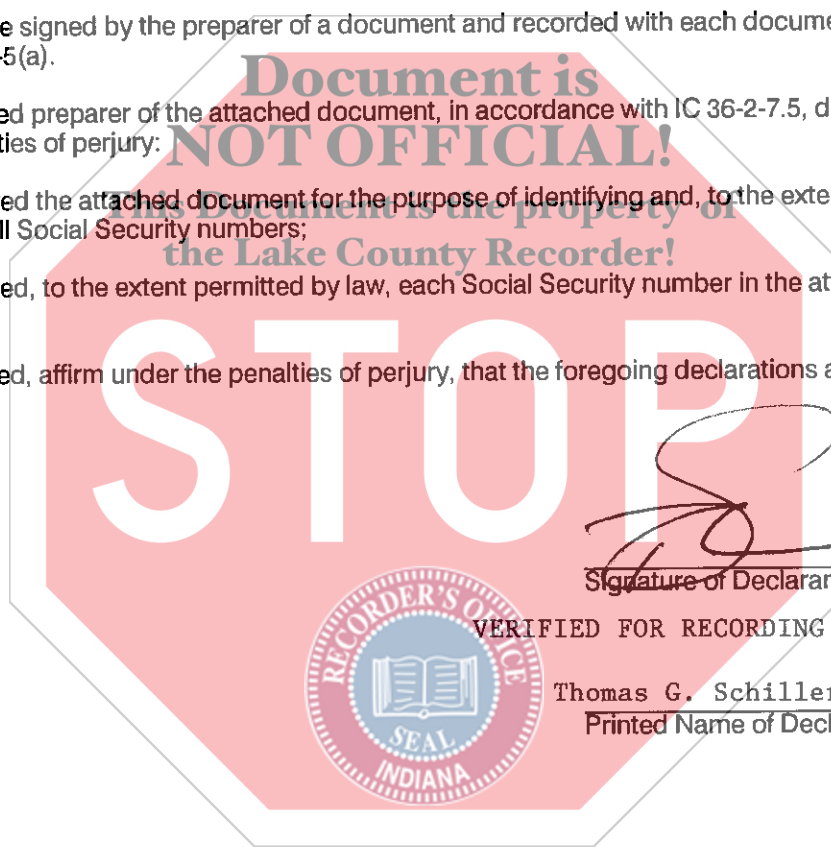 e signed by the preparer of a document and recorded with each docume
-5(a).
Document is
ed preparer of the attached document, in accordance with IC 36-2-7.5, d
ties of perjury:
NOT OFFICIAL!
ed the attached document for the purpose of identifying and, to the exte
This Document is the property of
ll Social Security numbers;
the Lake County Recorder!
ed, to the extent permitted by law, each Social Security number in the at
ed, affirm under the penalties of perjury, that the foregoing declarations a
STOP
Signature of Declarar
RECORDER'S OFFICE
VERIFIED FOR RECORDING
Thomas G. Schiller
Printed Name of Decl
SEAL
INDIANA